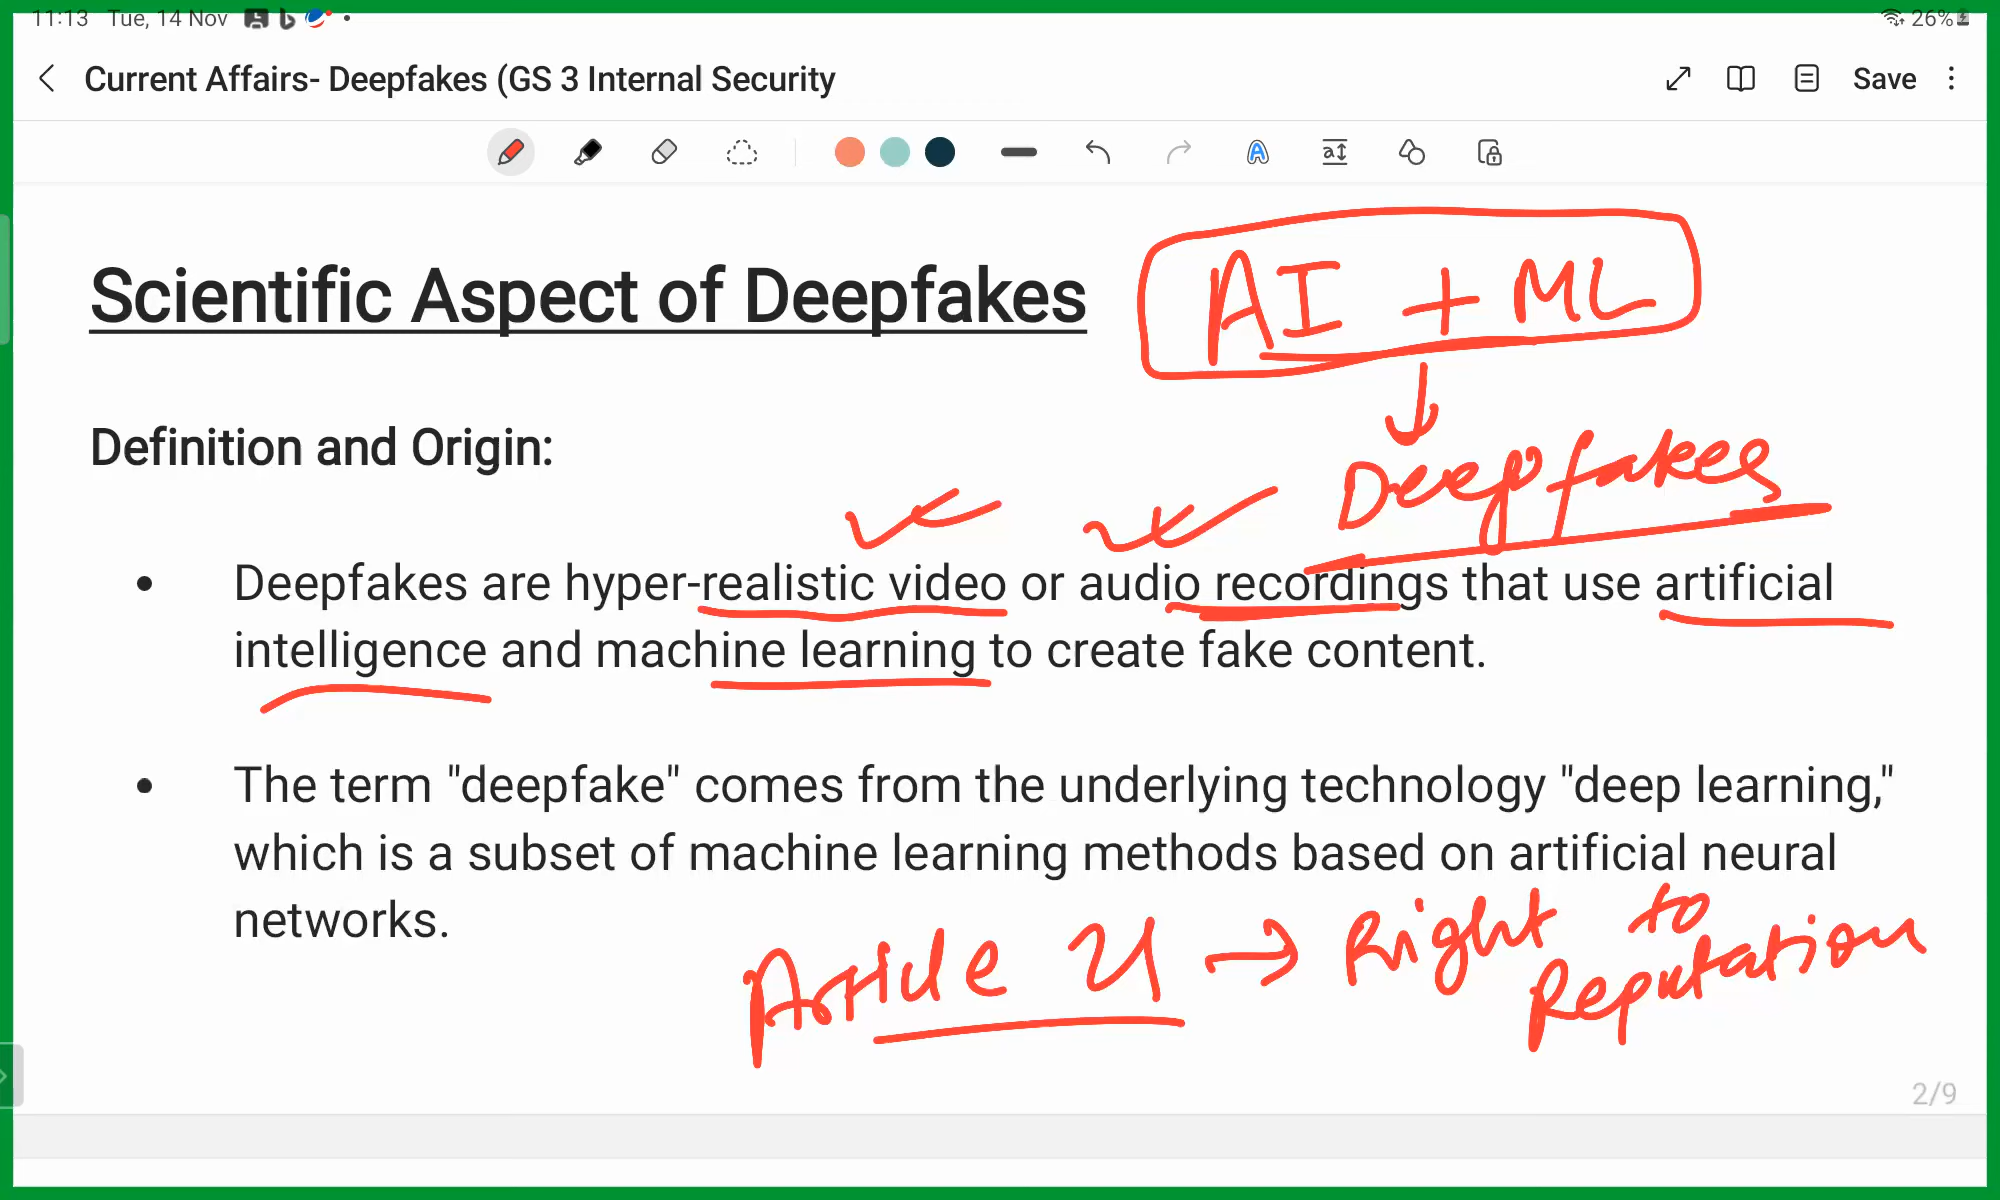 11:13 Tue, 14 Nov
26%
Current Affairs- Deepfakes (GS 3 Internal Security
Save
Scientific Aspect of Deepfakes
AI + ML
Deepfakes
Definition and Origin:
• Deepfakes are hyper-realistic video or audio recordings that use artificial
intelligence and machine learning to create fake content.
• The term "deepfake" comes from the underlying technology "deep learning,"
which is a subset of machine learning methods based on artificial neural
networks.
Article 21 → Right to
Reputation
2/9